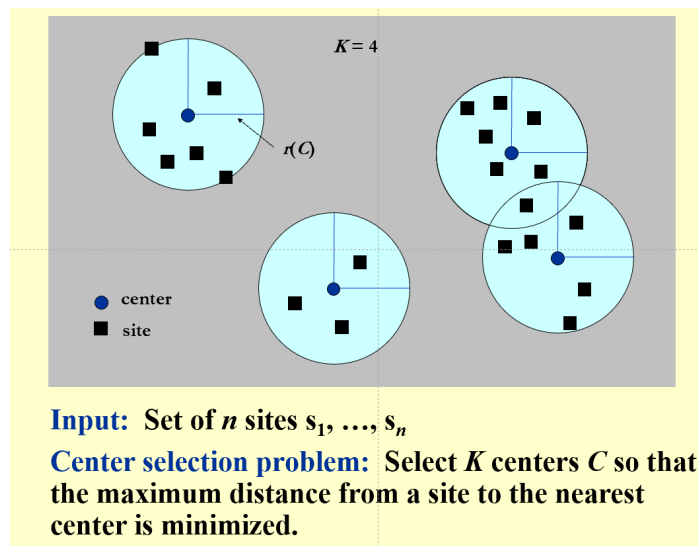 K = 4
r(C)
center
site
Input: Set of n sites s₁, …, sₙ
Center selection problem: Select K centers C so that
the maximum distance from a site to the nearest
center is minimized.